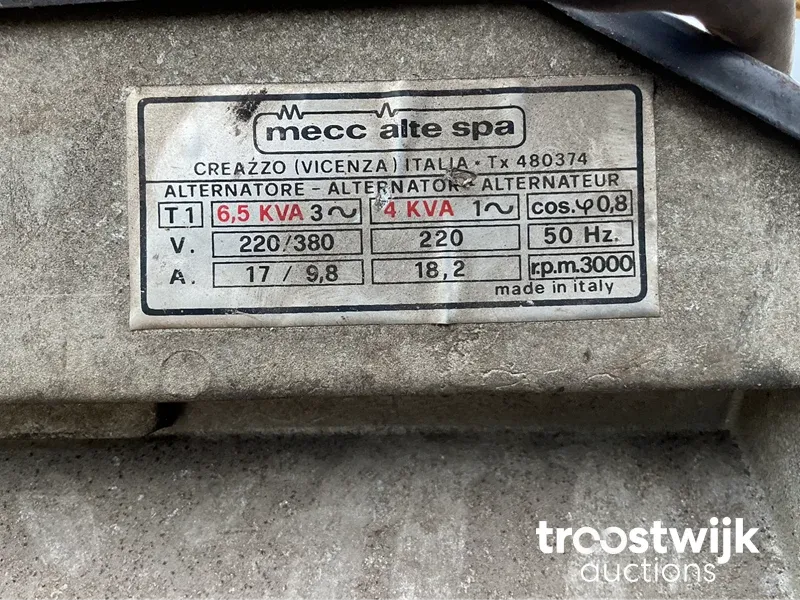 mecc alte spa
CREAZZO (VICENZA) ITALIA · Tx 480374
ALTERNATORE - ALTERNATOR - ALTERNATEUR
T1 6,5 KVA 3~ 4 KVA 1~ cos.φ0,8
V. 220/380 220 50 Hz.
A. 17 / 9,8 18,2 r.p.m.3000
made in italy
troostwijk
auctions